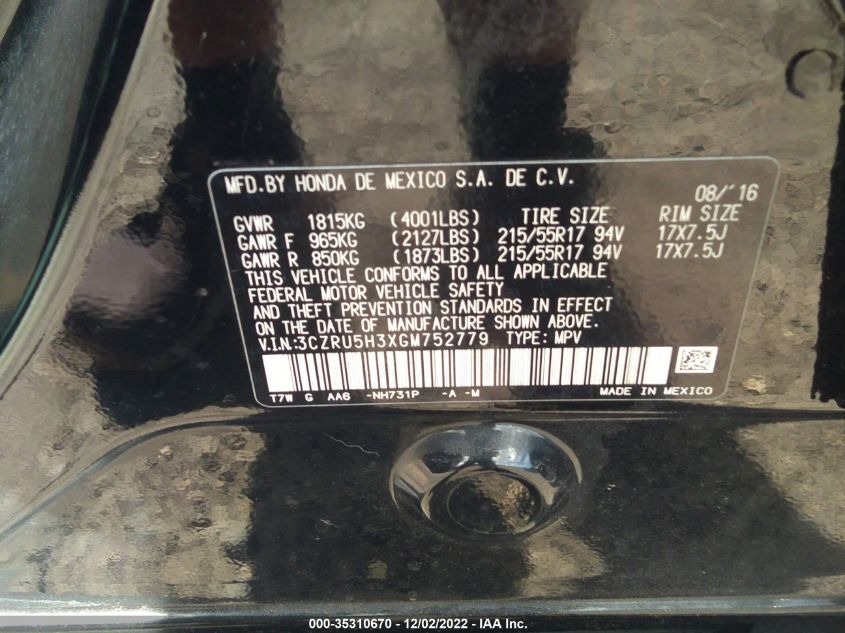 MFD.BY HONDA DE MEXICO S.A. DE C.V. 08/'16
GVWR 1815KG (4001LBS) TIRE SIZE RIM SIZE
GAWR F 965KG (2127LBS) 215/55R17 94V 17X7.5J
GAWR R 850KG (1873LBS) 215/55R17 94V 17X7.5J
THIS VEHICLE CONFORMS TO ALL APPLICABLE
FEDERAL MOTOR VEHICLE SAFETY
AND THEFT PREVENTION STANDARDS IN EFFECT
ON THE DATE OF MANUFACTURE SHOWN ABOVE.
V.I.N.:3CZRU5H3XGM752779 TYPE: MPV
T7W G AA6 -NH731P -A -M MADE IN MEXICO
000-35310670 - 12/02/2022 - IAA Inc.